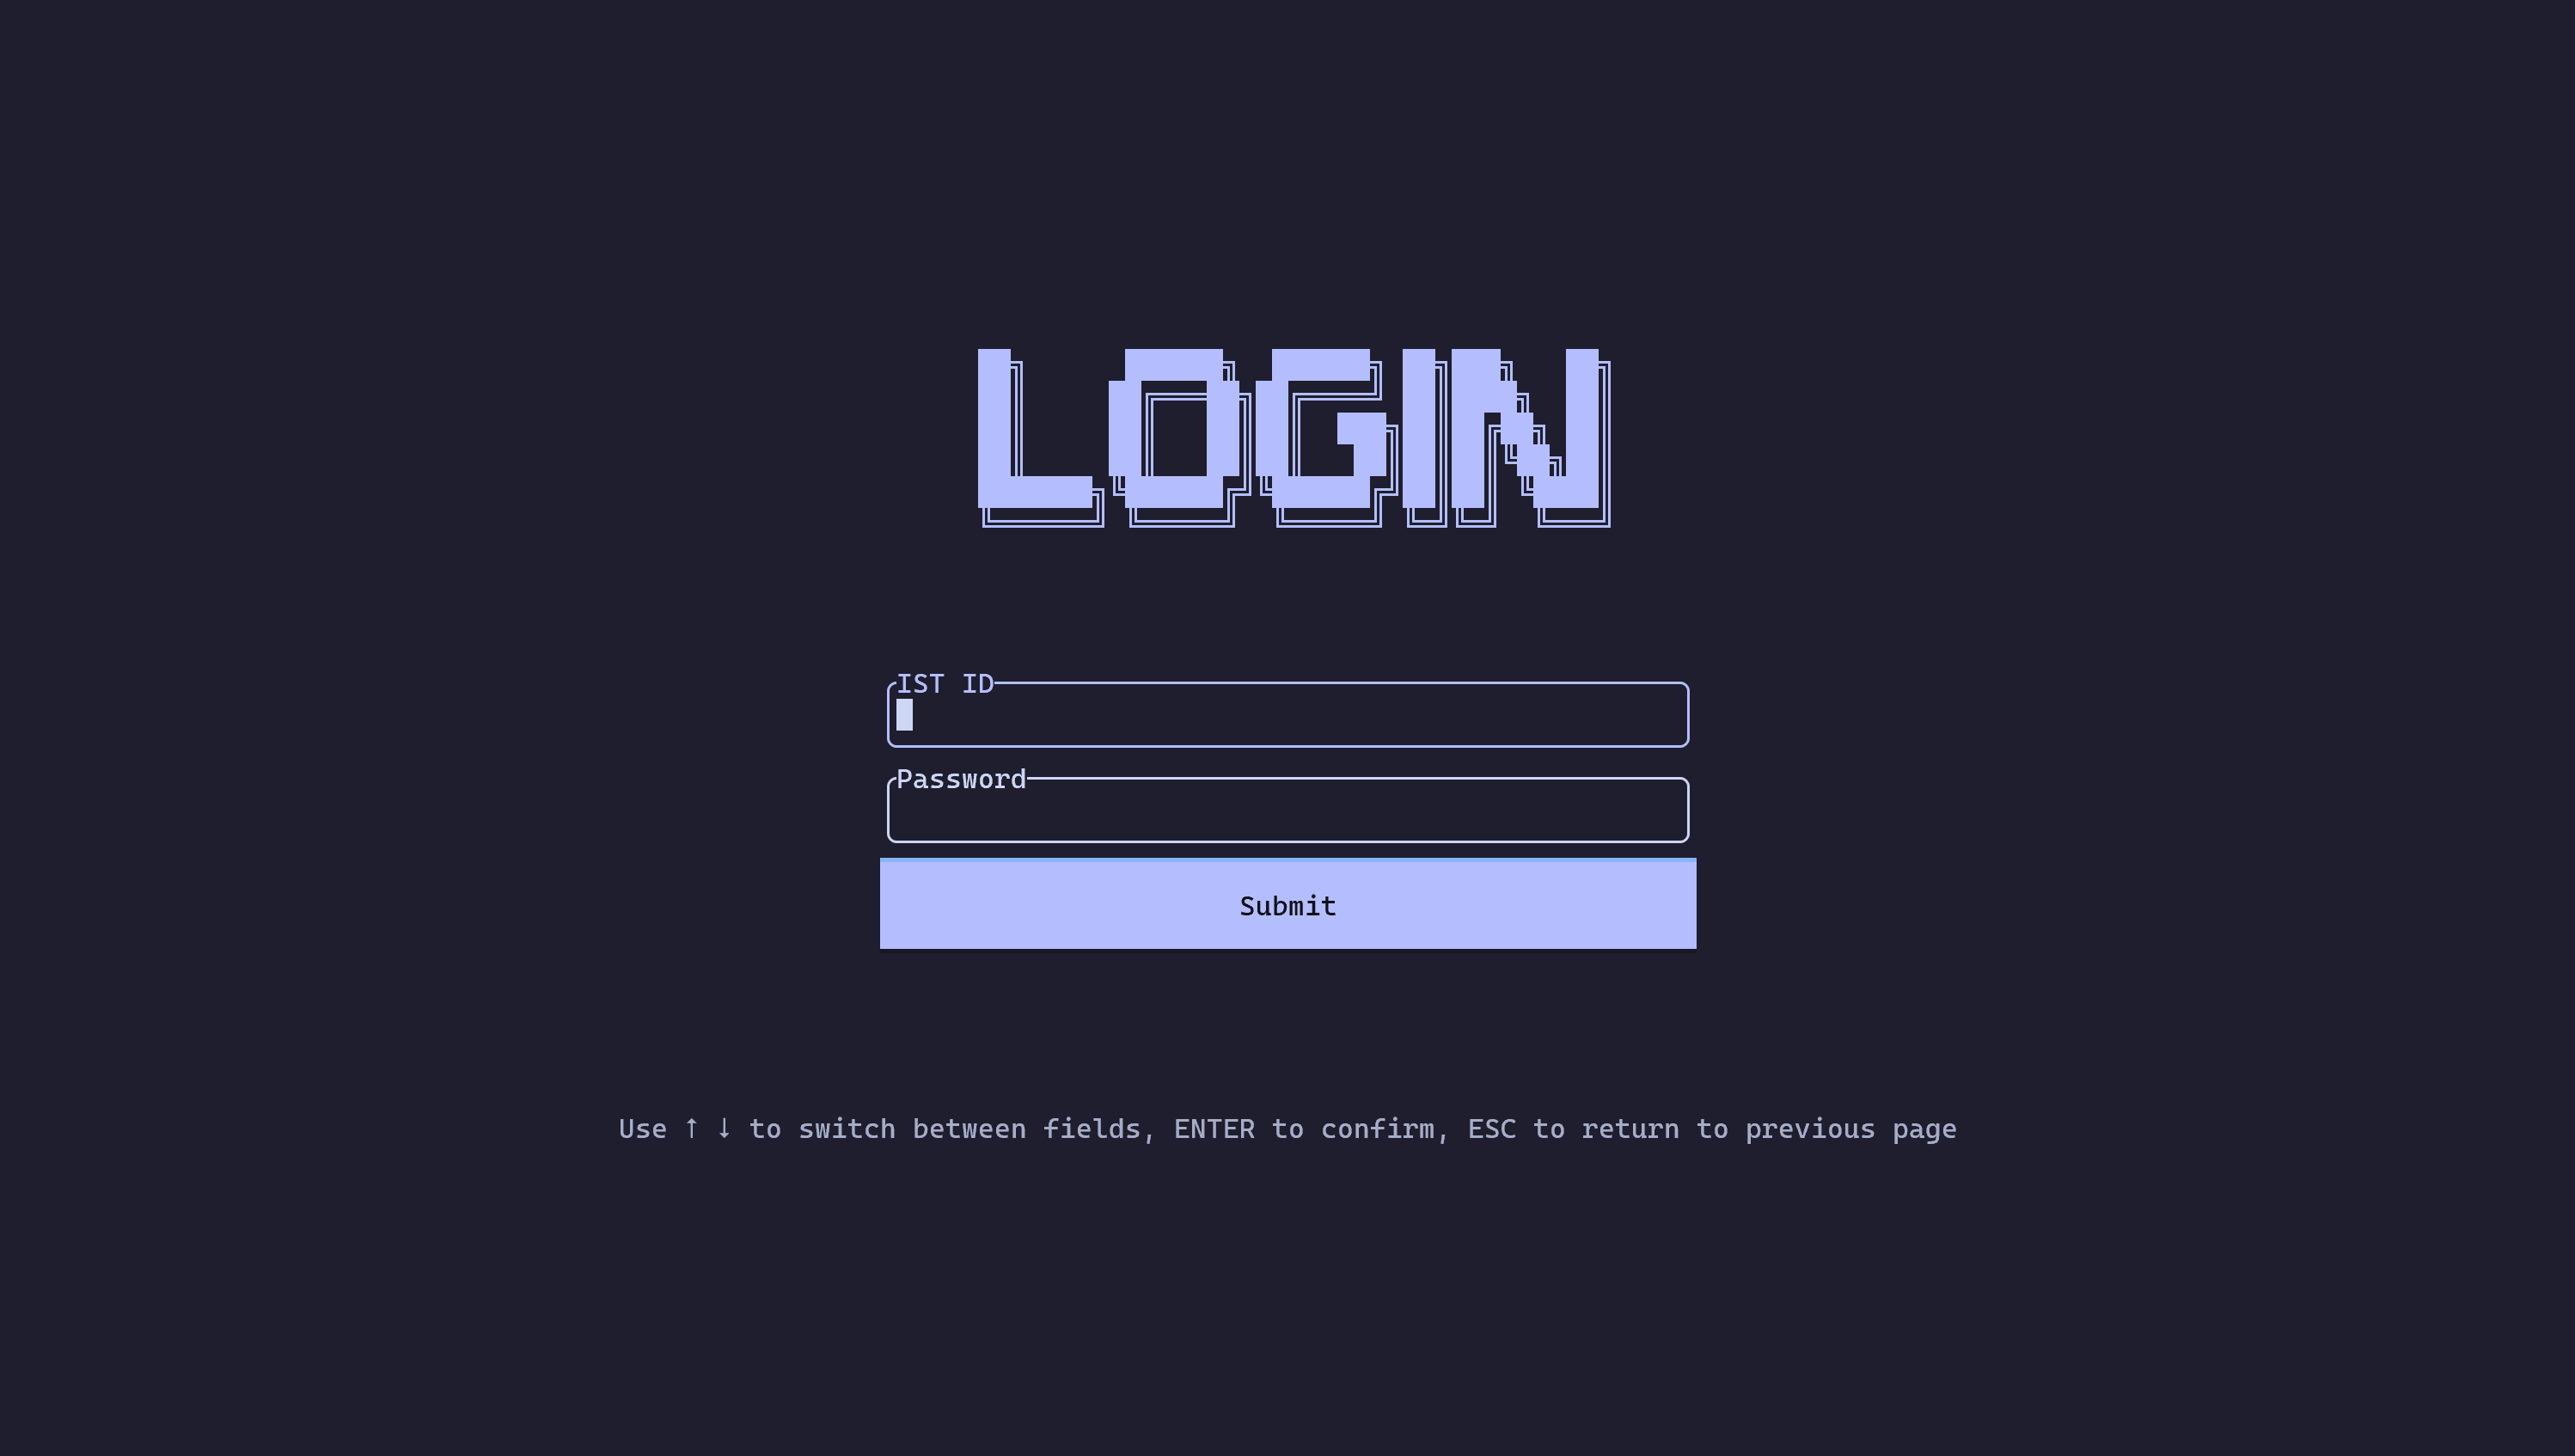 LOGIN
IST ID
Password
Submit
Use ↑ ↓ to switch between fields, ENTER to confirm, ESC to return to previous page